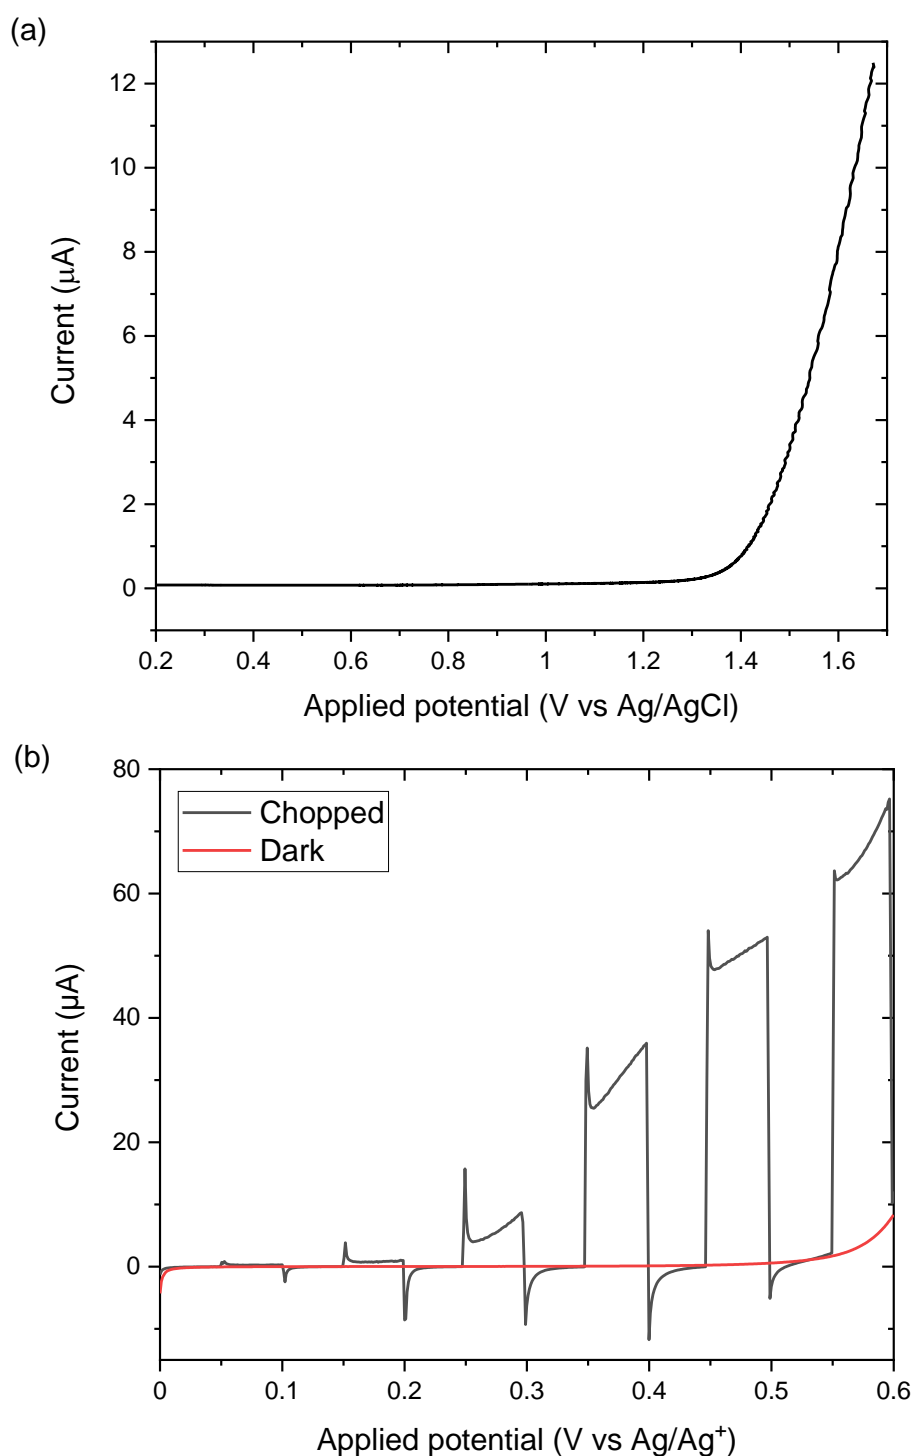 (a)
12
10
8
6
4
2
0
Current (μA)
0.2 0.4 0.6 0.8 1 1.2 1.4 1.6
Applied potential (V vs Ag/AgCl)
(b)
80
60
40
20
0
Current (μA)
Chopped
Dark
0 0.1 0.2 0.3 0.4 0.5 0.6
Applied potential (V vs Ag/Ag⁺)